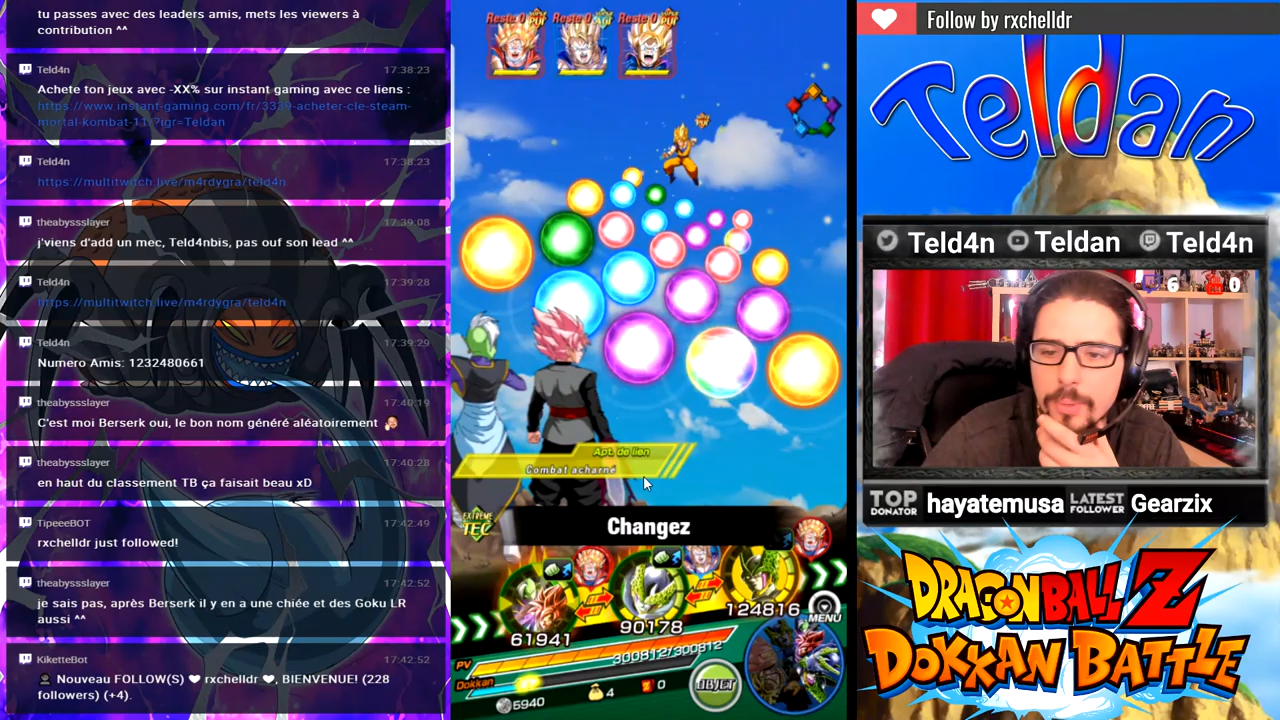 tu passes avec des leaders amis, mets les viewers à
contribution ^^
Teld4n 17:38:23
Achete ton jeux avec -XX% sur instant gaming avec ce liens :
https://www.instant-gaming.com/fr/3339-acheter-cle-steam-
mortal-kombat-11/?igr=Teldan
Teld4n 17:38:23
https://multitwitch.live/m4rdygra/teld4n
theabyssslayer 17:39:08
j'viens d'add un mec, Teld4nbis, pas ouf son lead ^^
Teld4n 17:39:28
https://multitwitch.live/m4rdygra/teld4n
Teld4n 17:39:29
Numero Amis: 1232480661
theabyssslayer 17:40:19
C'est moi Berserk oui, le bon nom généré aléatoirement
theabyssslayer 17:40:28
en haut du classement TB ça faisait beau xD
TipeeeBOT 17:42:49
rxchelldr just followed!
theabyssslayer 17:42:52
je sais pas, après Berserk il y en a une chiée et des Goku LR
aussi ^^
KiketteBot 17:42:52
Nouveau FOLLOW(S) ❤ rxchelldr ❤, BIENVENUE! (228
followers) (+4).
Reste 0 Reste 0 Reste 0
Apt. de lien
Combat acharné
EXTREME
TEC
Changez
61941 90178 124816
MENU
PV 300812/300812
Dokkan
5940 4 0
OBJET
Follow by rxchelldr
Teldan
Teld4n Teldan Teld4n
6 0
TOP
DONATOR
hayatemusa
LATEST
FOLLOWER
Gearzix
DRAGONBALL Z
DOKKAN BATTLE